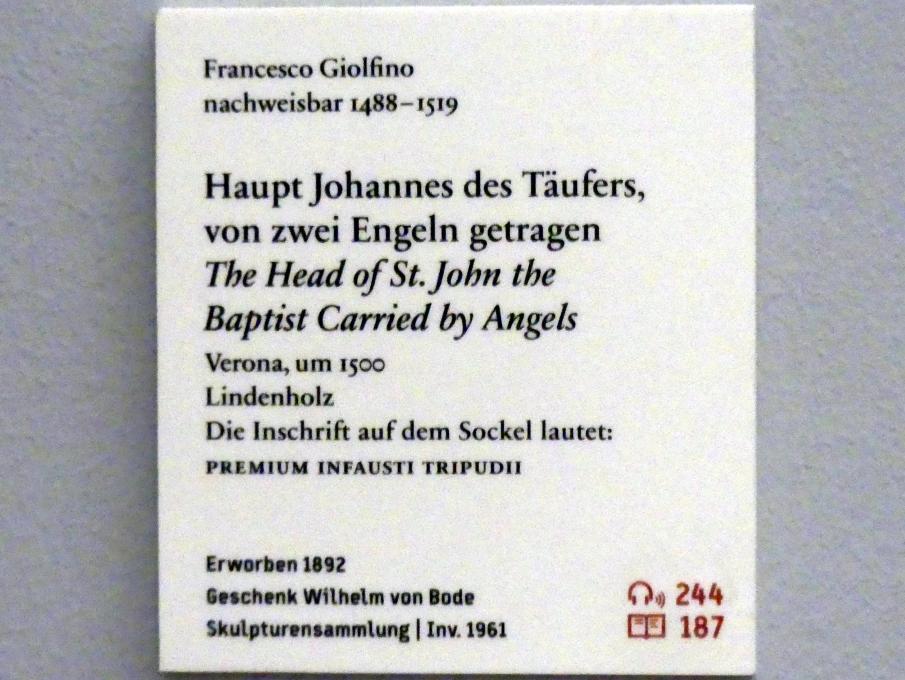 Francesco Giolfino
nachweisbar 1488–1519
Haupt Johannes des Täufers,
von zwei Engeln getragen
The Head of St. John the
Baptist Carried by Angels
Verona, um 1500
Lindenholz
Die Inschrift auf dem Sockel lautet:
PREMIUM INFAUSTI TRIPUDII
Erworben 1892
Geschenk Wilhelm von Bode
Skulpturensammlung | Inv. 1961
244
187